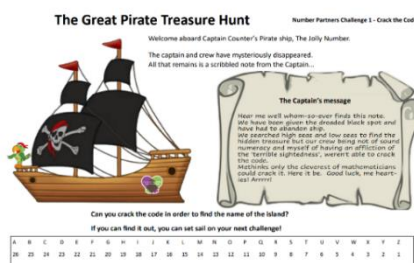 The Great Pirate Treasure Hunt
Number Partners Challenge 1 - Crack the Cod
Welcome aboard Captain Counter's Pirate ship, The Jolly Number.
The captain and crew have mysteriously disappeared.
All that remains is a scribbled note from the Captain...
The Captain's message
Hear me well whom-so-ever finds this note.
We have been given the dreaded black spot and
have had to abandon ship.
We searched high seas and low seas to find the
hidden treasure but our crew being not of sound
numeracy and myself of having an affliction of
the 'terrible sightedness', weren't able to crack
the code.
Methinks only the cleverest of mathematicians
could crack it. Here it be. Good luck, me heart-
ies! Arrrrr!
Can you crack the code in order to find the name of the island?
If you can find it out, you can set sail on your next challenge!
A B C D E F G H I J K L M N O P Q R S T U V W X Y Z
26 25 24 23 22 21 20 19 18 17 16 15 14 13 12 11 10 9 8 7 6 5 4 3 2 1